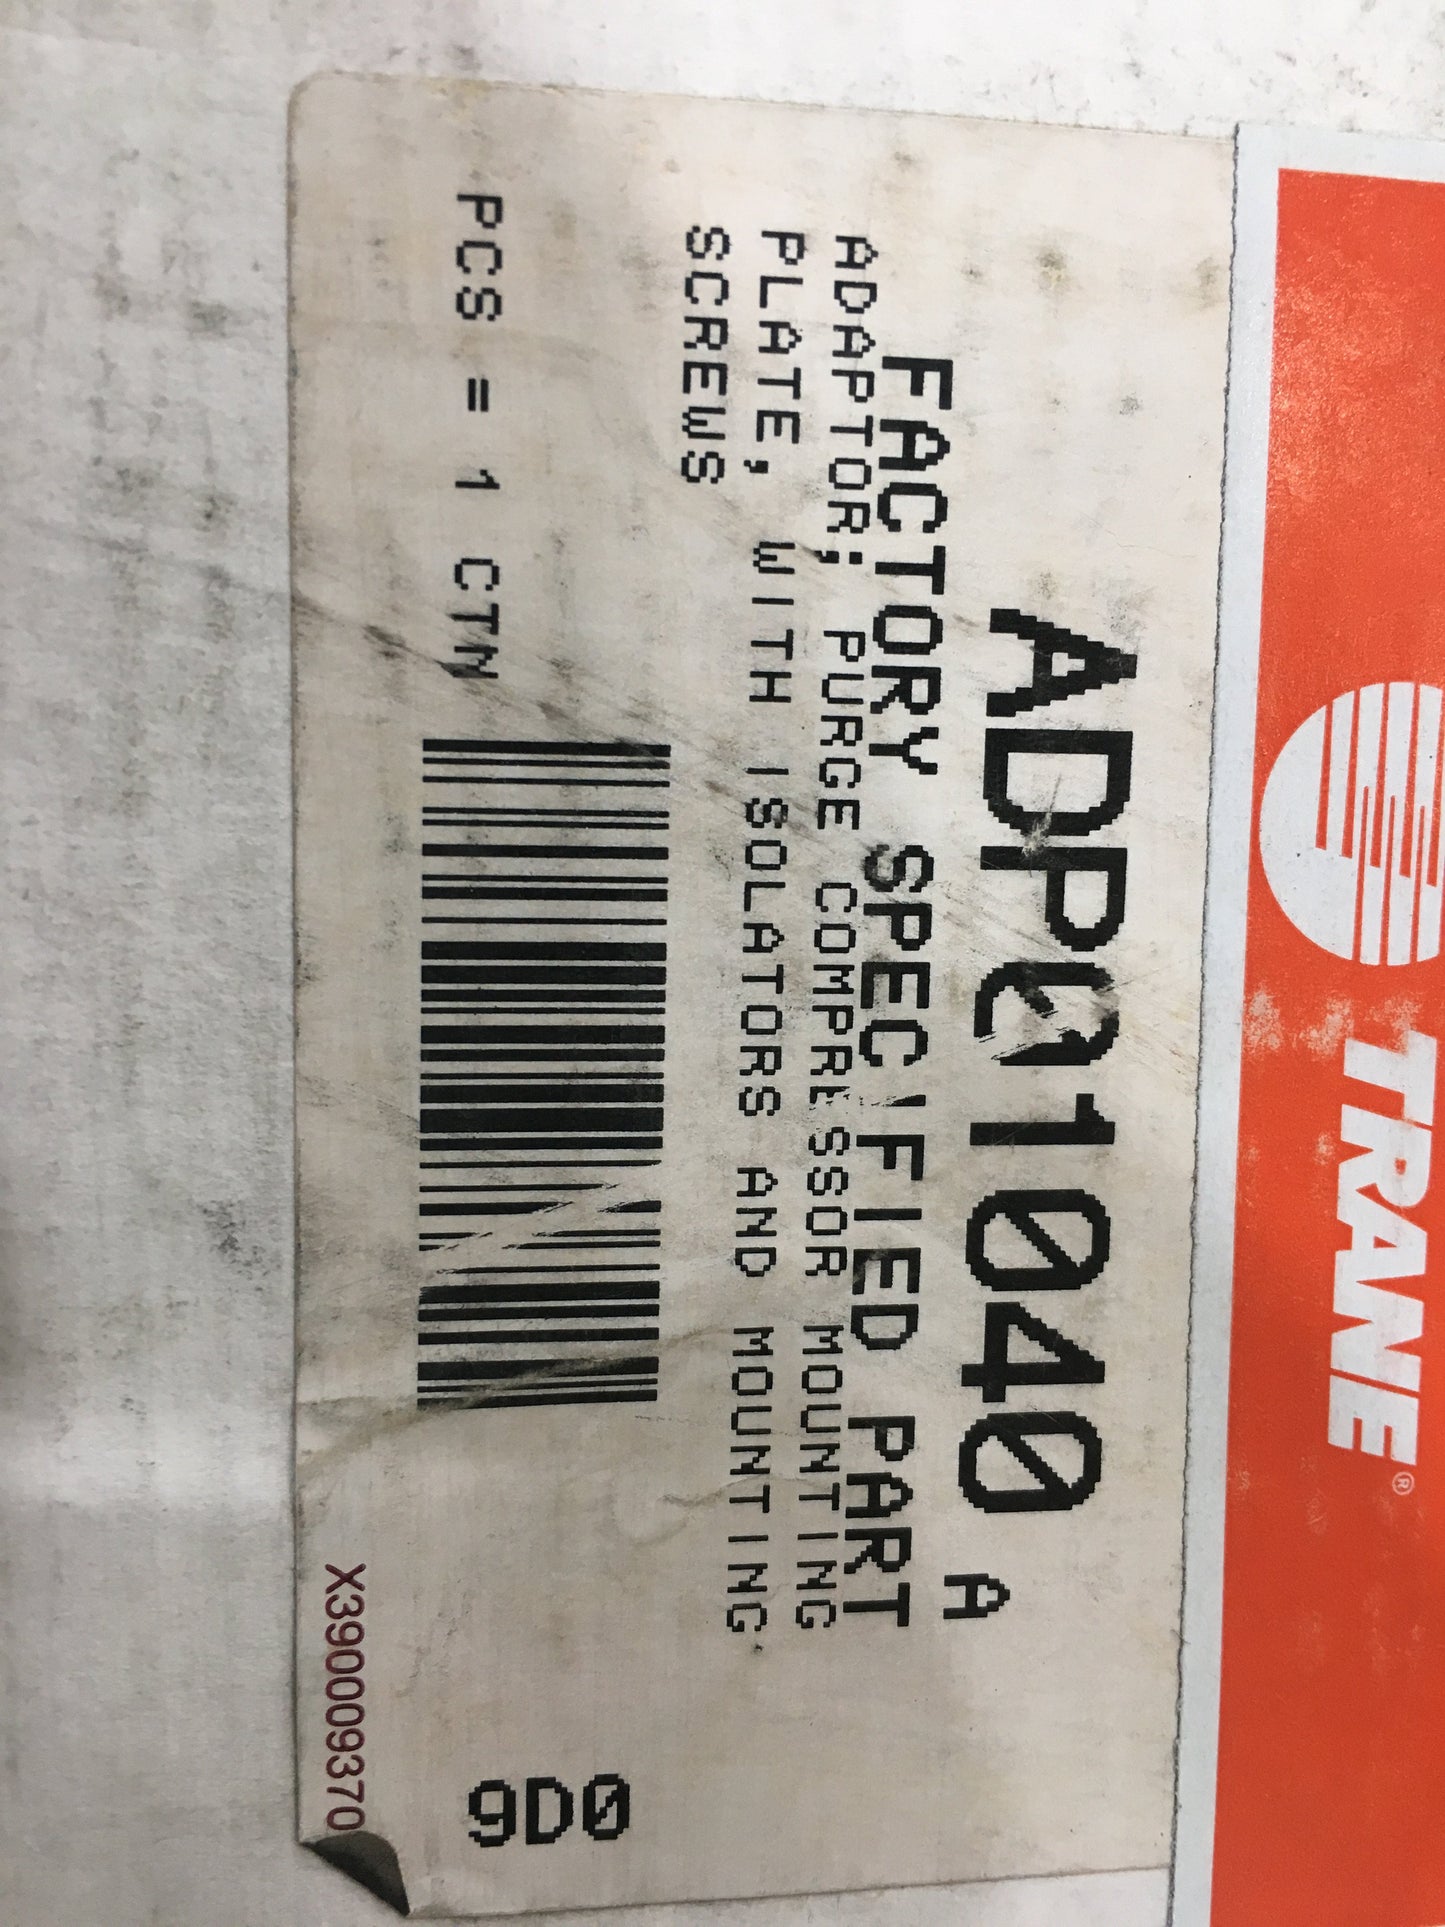 TRANE®
ADP01040 A
FACTORY SPECIFIED PART
ADAPTOR; PURGE COMPRESSOR MOUNTING
PLATE, WITH ISOLATORS AND MOUNTING
SCREWS
PCS = 1 CTN
9D0
X390009370